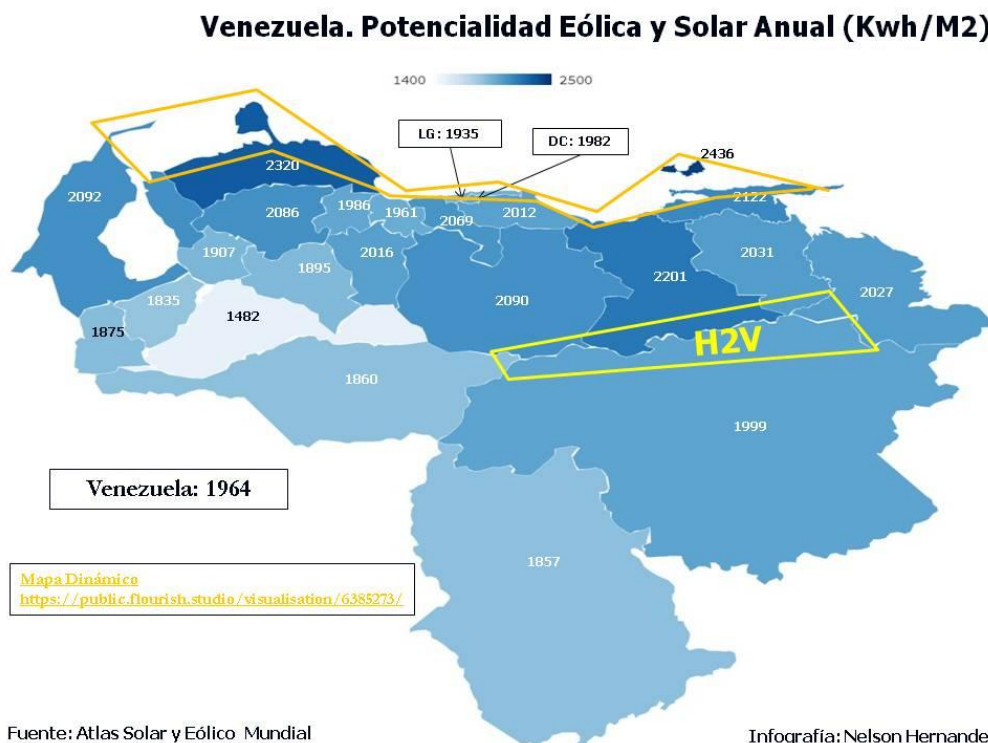 Venezuela. Potencialidad Eólica y Solar Anual (Kwh/M2)
1400 2500
LG: 1935
DC: 1982
2436
2320
2092
2122
2086
1986
1961
2069
2012
1907
1895
2016
2031
2201
2027
2090
1835
1482
1875
H2V
1860
1999
Venezuela: 1964
1857
Mapa Dinámico
https://public.flourish.studio/visualisation/6385273/
Fuente: Atlas Solar y Eólico Mundial
Infografía: Nelson Hernande